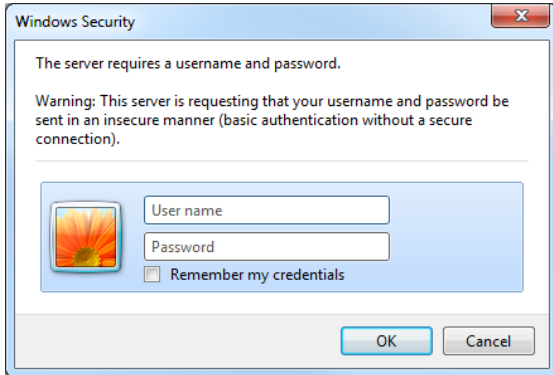 Windows Security
The server requires a username and password.
Warning: This server is requesting that your username and password be
sent in an insecure manner (basic authentication without a secure
connection).
User name
Password
Remember my credentials
OK
Cancel